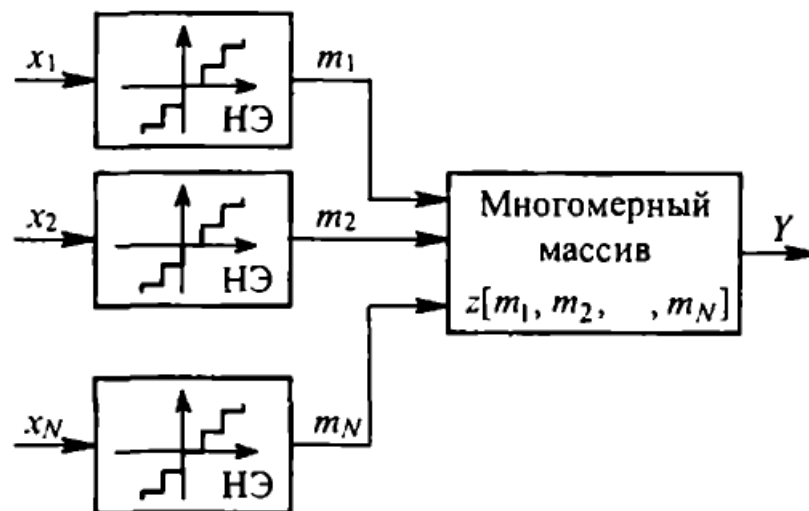 x1
НЭ
m1
x2
НЭ
m2
xN
НЭ
mN
Многомерный
массив
z[m1, m2, , mN]
Y